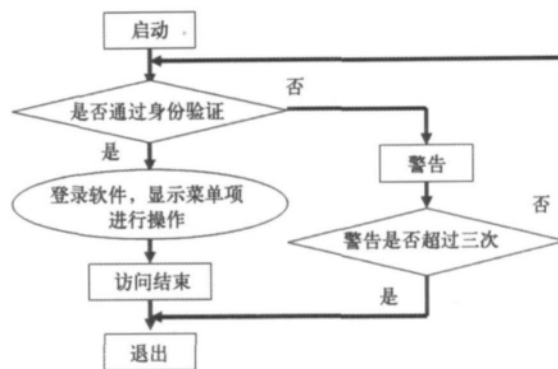 启动
是否通过身份验证
否
是
警告
登录软件，显示菜单项
进行操作
否
警告是否超过三次
访问结束
是
退出